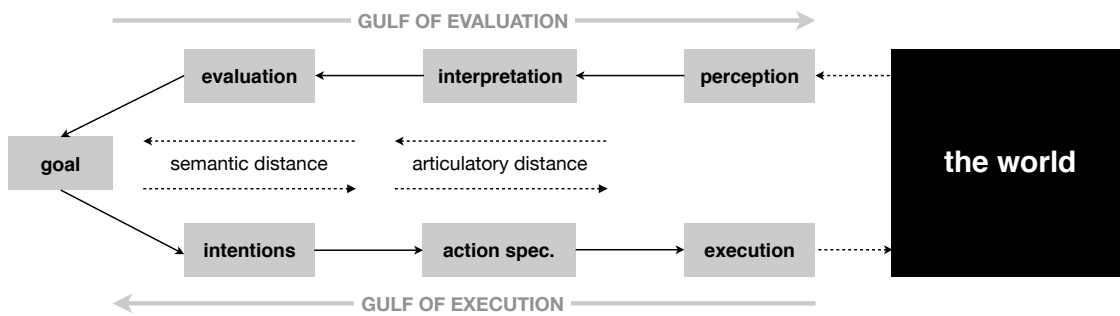 GULF OF EVALUATION
evaluation
interpretation
perception
goal
semantic distance
articulatory distance
the world
intentions
action spec.
execution
GULF OF EXECUTION